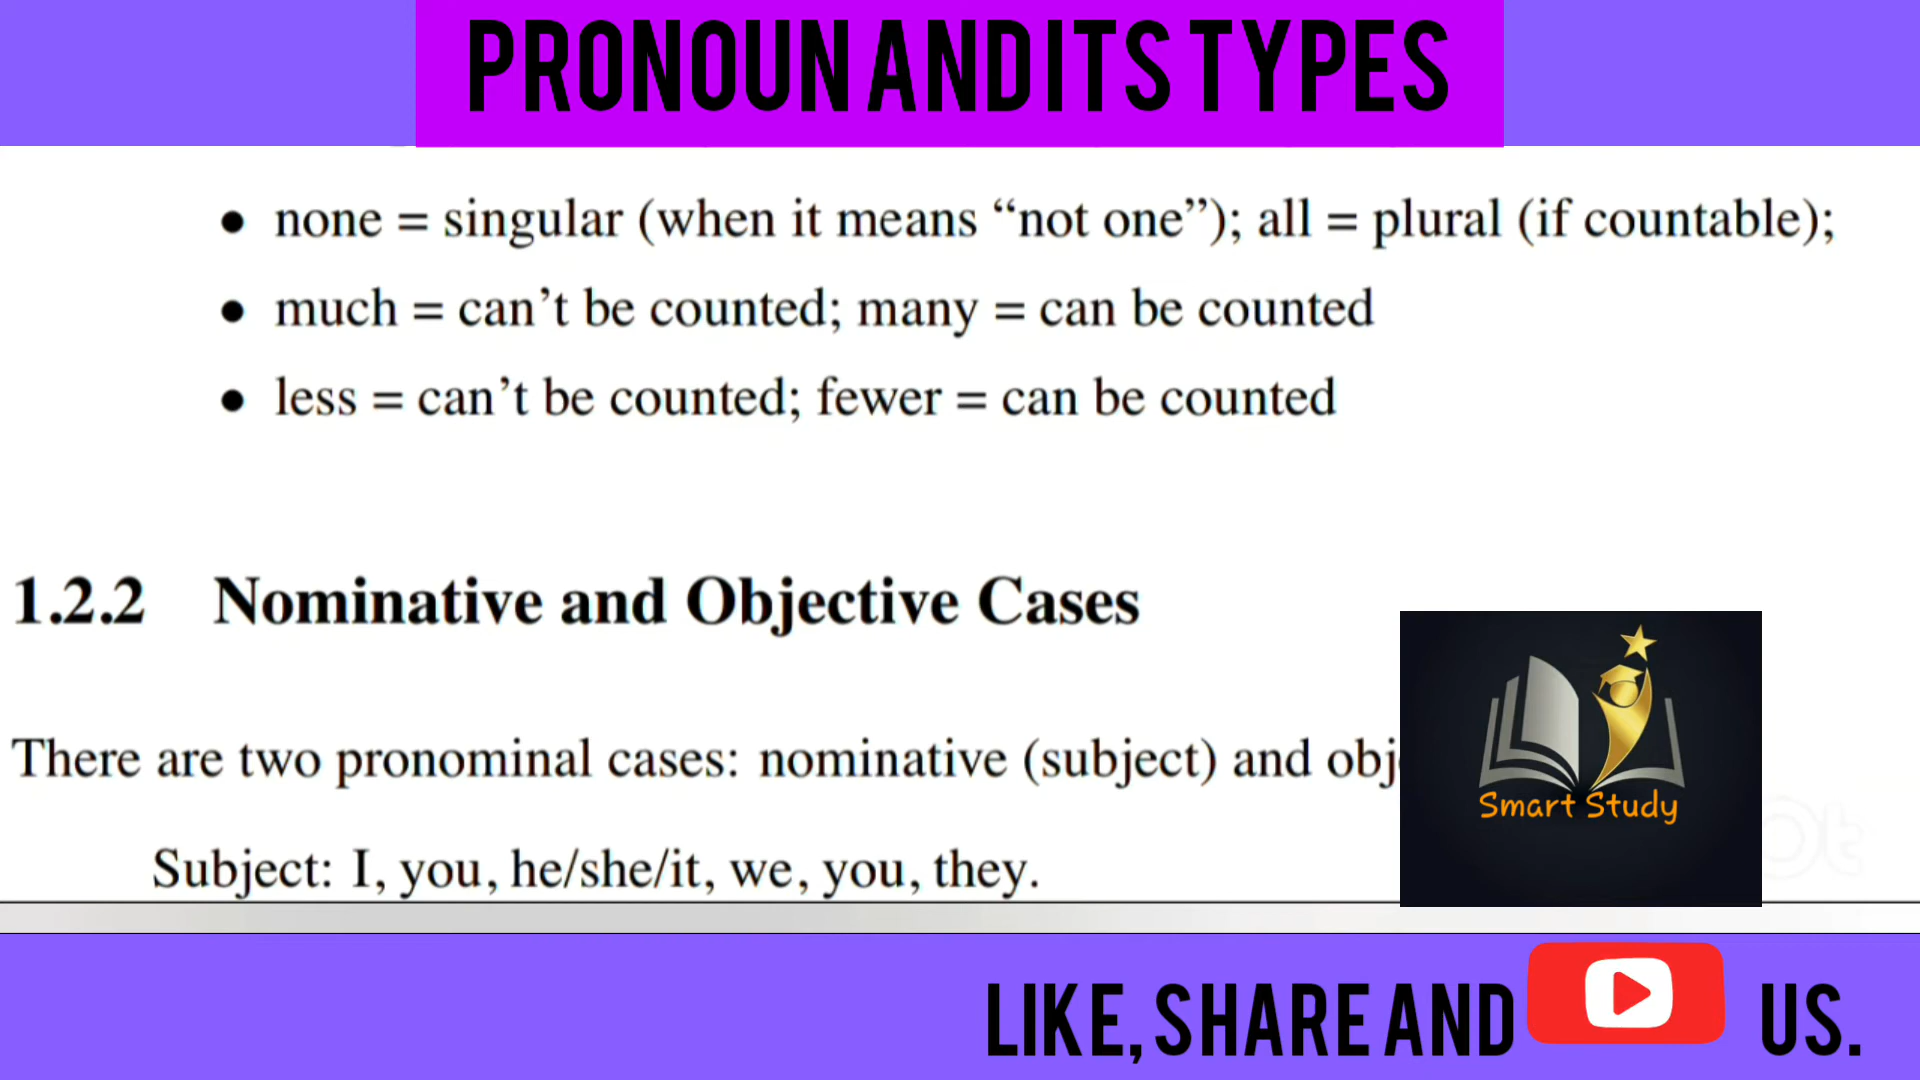 PRONOUN AND ITS TYPES
• none = singular (when it means “not one”); all = plural (if countable);
• much = can’t be counted; many = can be counted
• less = can’t be counted; fewer = can be counted
1.2.2 Nominative and Objective Cases
There are two pronominal cases: nominative (subject) and obj
Smart Study
Subject: I, you, he/she/it, we, you, they.
LIKE, SHARE AND US.